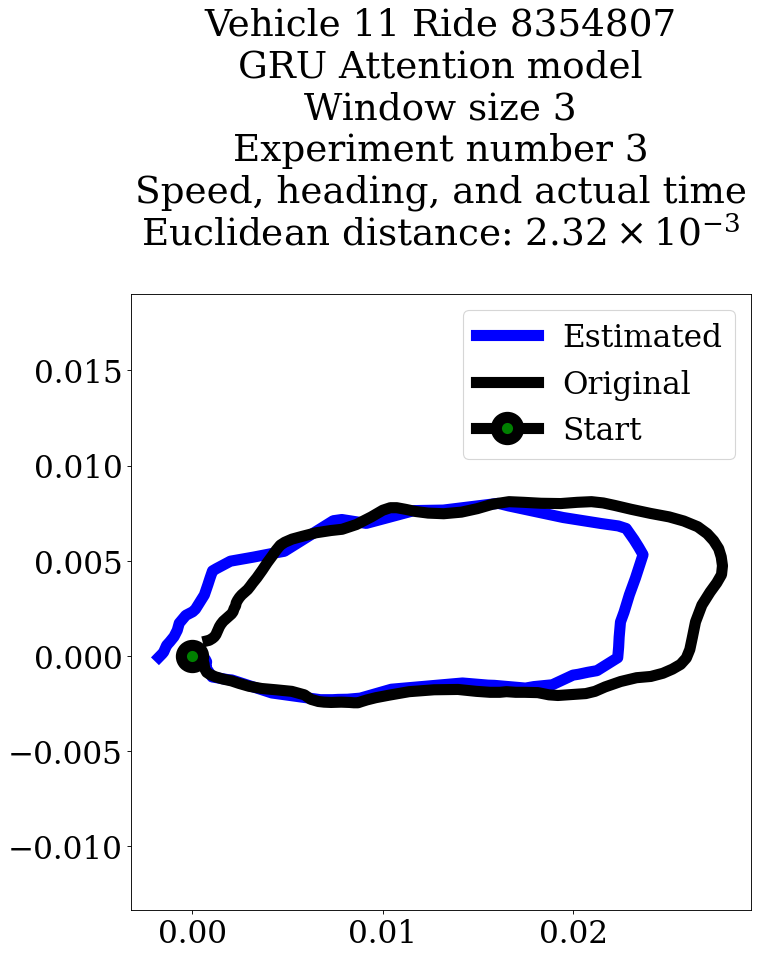 Vehicle 11 Ride 8354807
GRU Attention model
Window size 3
Experiment number 3
Speed, heading, and actual time
Euclidean distance: 2.32 × 10⁻³
Estimated
Original
Start
0.015
0.010
0.005
0.000
−0.005
−0.010
0.00 0.01 0.02